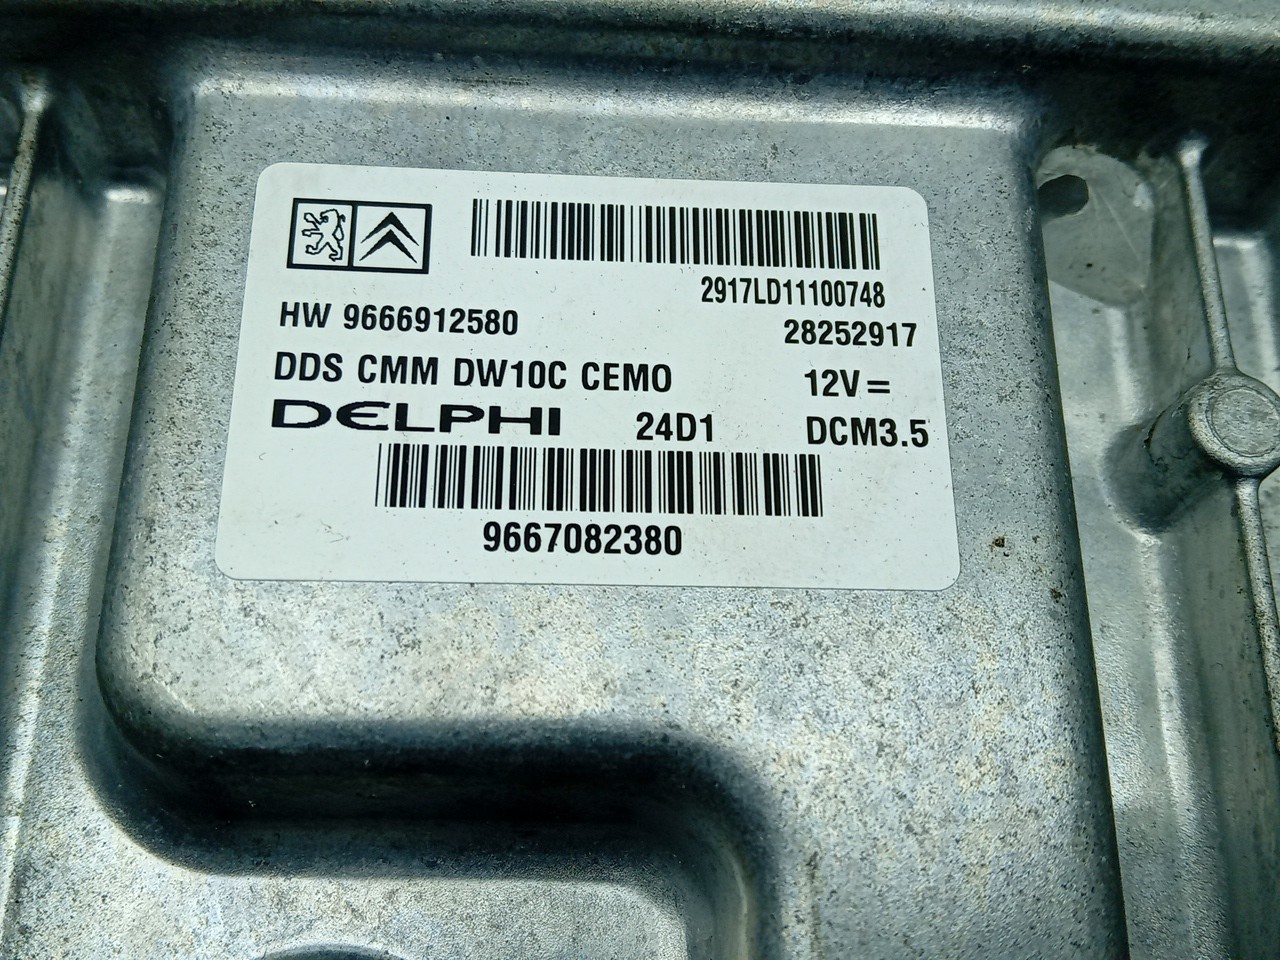 2917LD11100748
HW 9666912580
28252917
DDS CMM DW10C CEMO
12V =
DELPHI
24D1
DCM3.5
9667082380